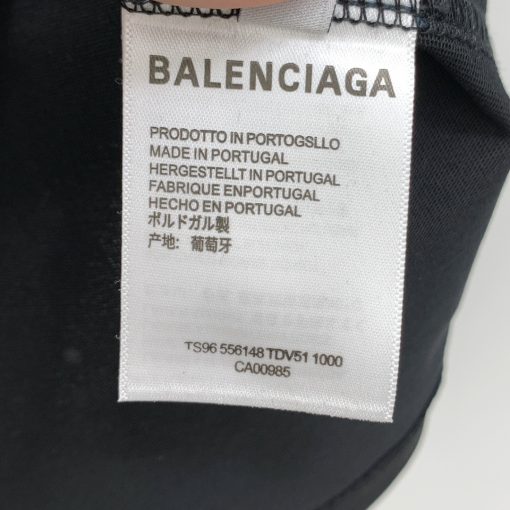 BALENCIAGA
PRODOTTO IN PORTOGSLLO
MADE IN PORTUGAL
HERGESTELLT IN PORTUGAL
FABRIQUE ENPORTUGAL
HECHO EN PORTUGAL
ポルドガル製
产地: 葡萄牙
TS96 556148 TDV51 1000
CA00985